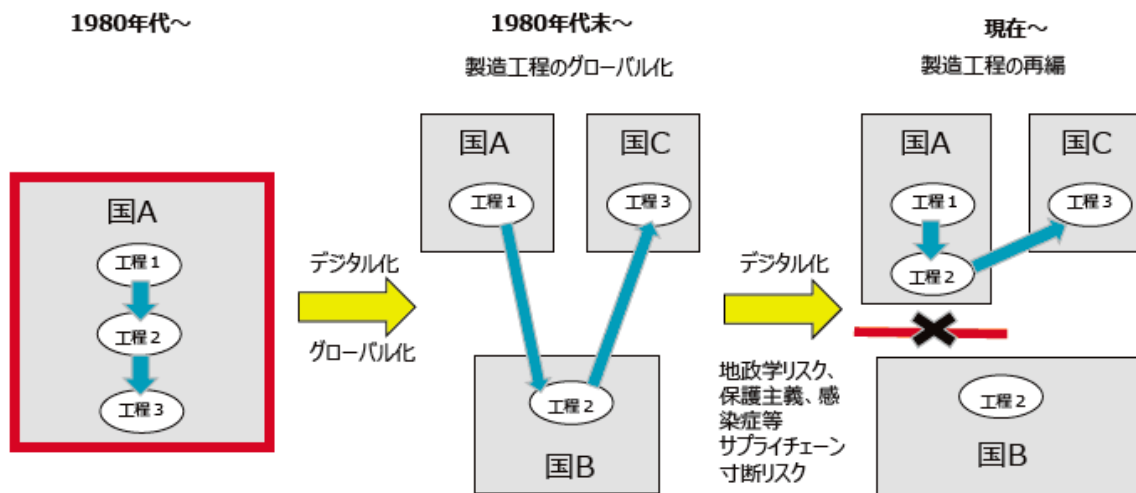 1980年代～
国A
工程1
工程2
工程3
デジタル化
グローバル化
1980年代末～
製造工程のグローバル化
国A
工程1
国C
工程3
工程2
国B
デジタル化
地政学リスク、
保護主義、感
染症等
サプライチェーン
寸断リスク
現在～
製造工程の再編
国A
工程1
工程2
国C
工程3
工程2
国B